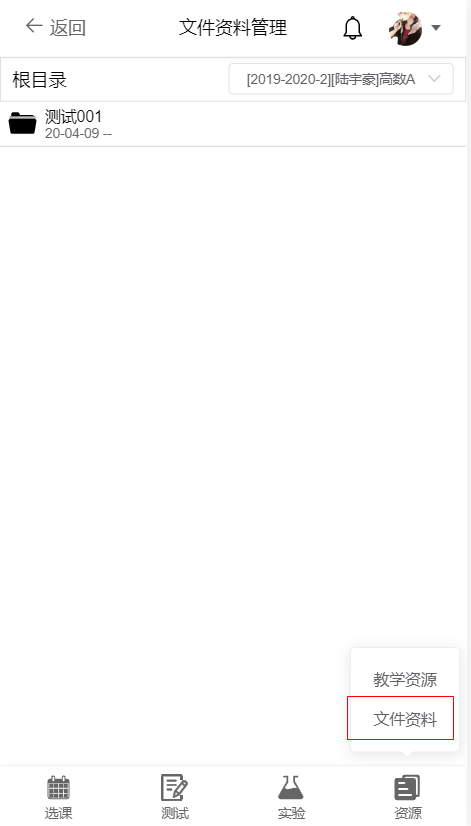 返回
文件资料管理
根目录
[2019-2020-2][陆宇豪]高数A
测试001
20-04-09 --
教学资源
文件资料
选课
测试
实验
资源